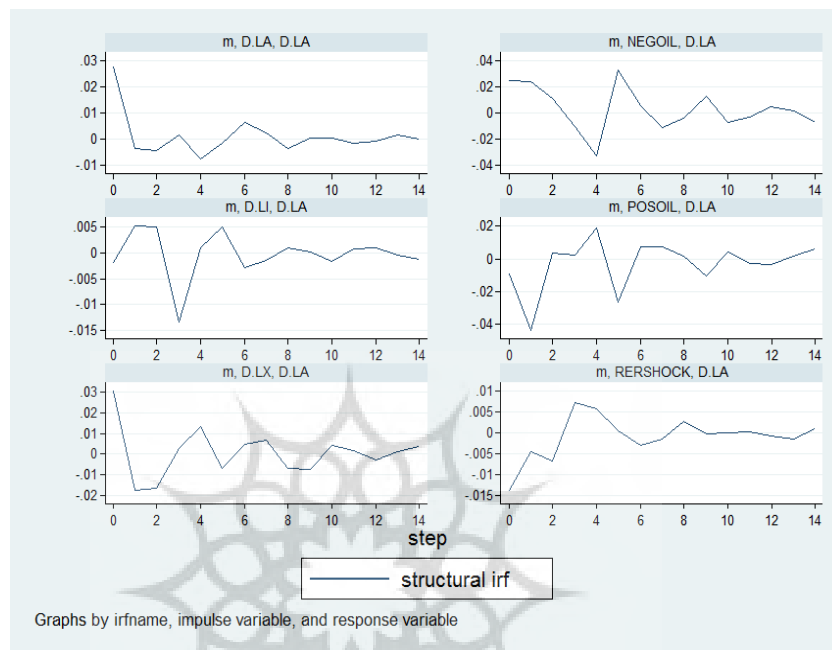 m, D.LA, D.LA
.03
.02
.01
0
-.01
0 2 4 6 8 10 12 14
m, NEGOIL, D.LA
.04
.02
0
-.02
-.04
0 2 4 6 8 10 12 14
m, D.LI, D.LA
.005
0
-.005
-.01
-.015
0 2 4 6 8 10 12 14
m, POSOIL, D.LA
.02
0
-.02
-.04
0 2 4 6 8 10 12 14
m, D.LX, D.LA
.03
.02
.01
0
-.01
-.02
0 2 4 6 8 10 12 14
m, RERSHOCK, D.LA
.01
.005
0
-.005
-.01
-.015
0 2 4 6 8 10 12 14
step
structural irf
Graphs by irfname, impulse variable, and response variable